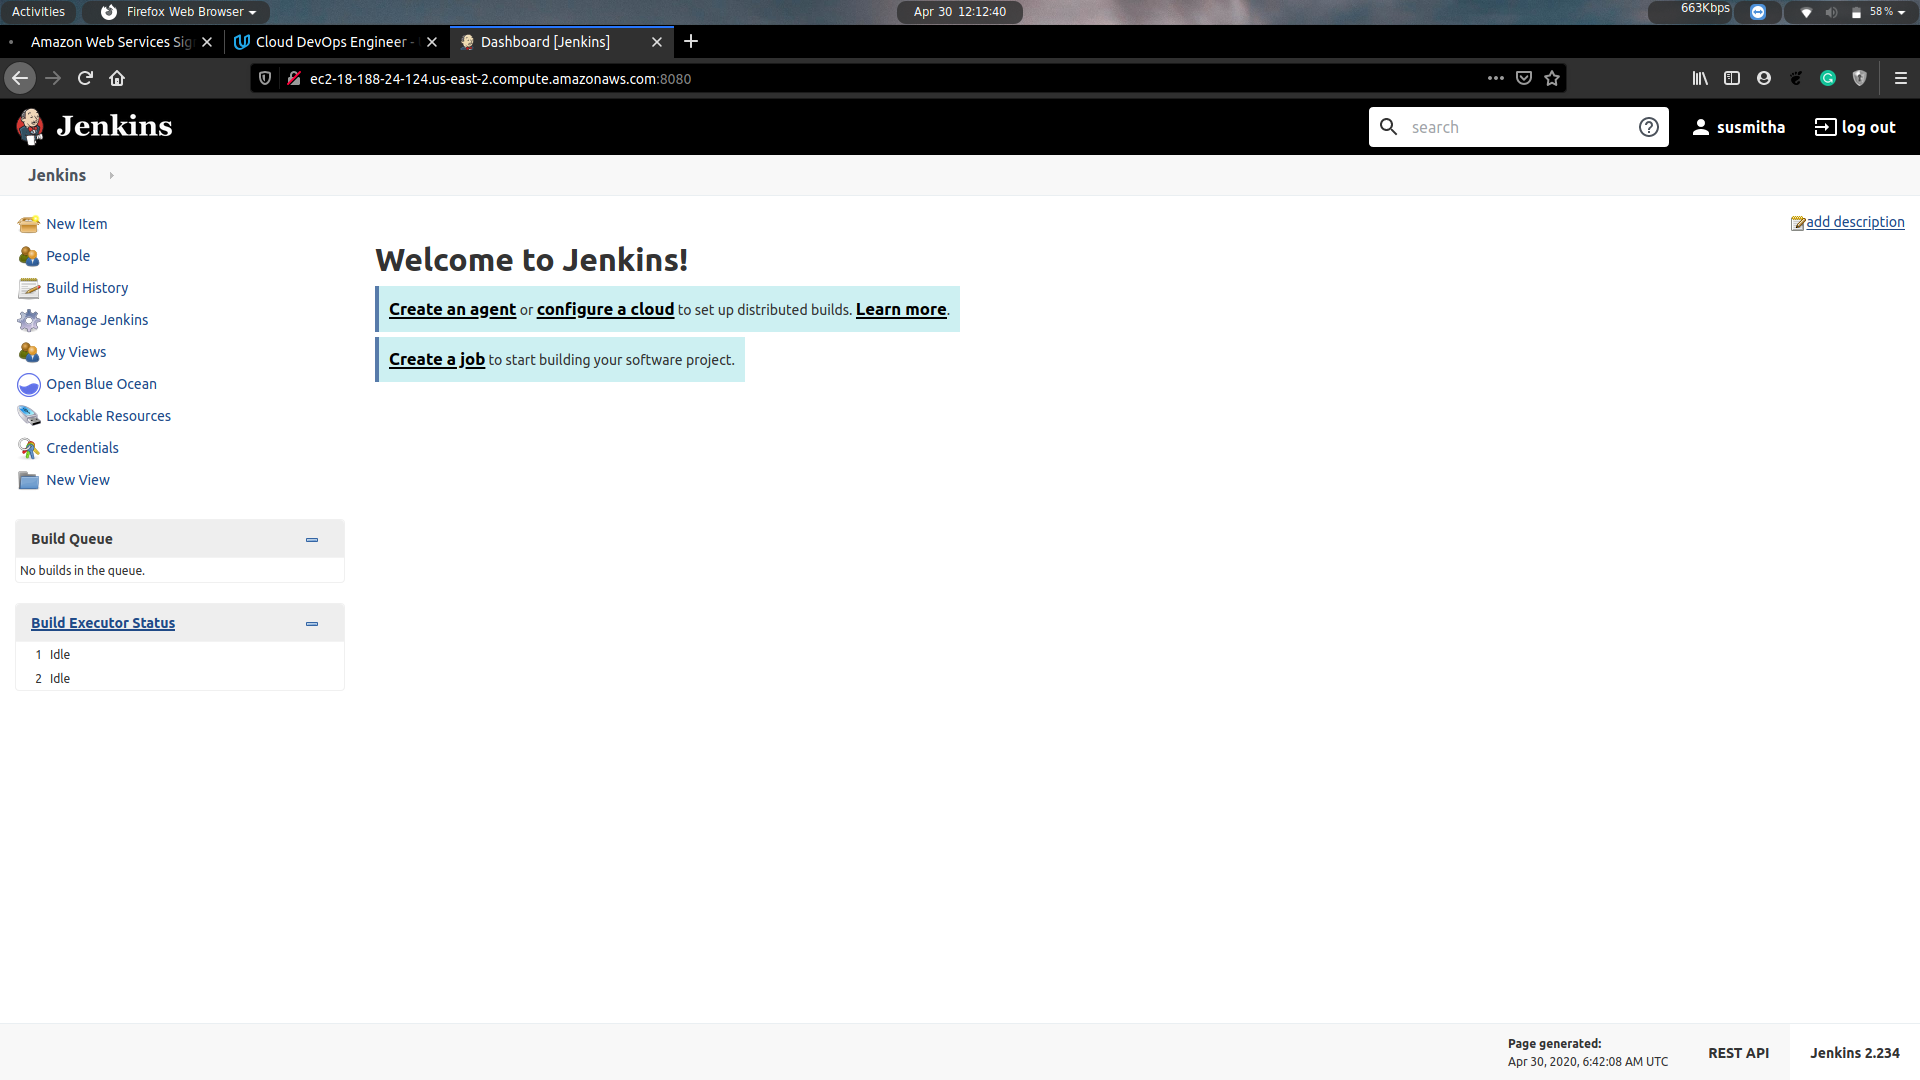 Activities Firefox Web Browser Apr 30 12:12:40 663Kbps 58 %
Amazon Web Services Sig Cloud DevOps Engineer - Dashboard [Jenkins]
ec2-18-188-24-124.us-east-2.compute.amazonaws.com:8080
Jenkins search susmitha log out
Jenkins
add description
New Item
People
Build History
Manage Jenkins
My Views
Open Blue Ocean
Lockable Resources
Credentials
New View
Build Queue
No builds in the queue.
Build Executor Status
1 Idle
2 Idle
Welcome to Jenkins!
Create an agent or configure a cloud to set up distributed builds. Learn more.
Create a job to start building your software project.
Page generated:
Apr 30, 2020, 6:42:08 AM UTC
REST API
Jenkins 2.234